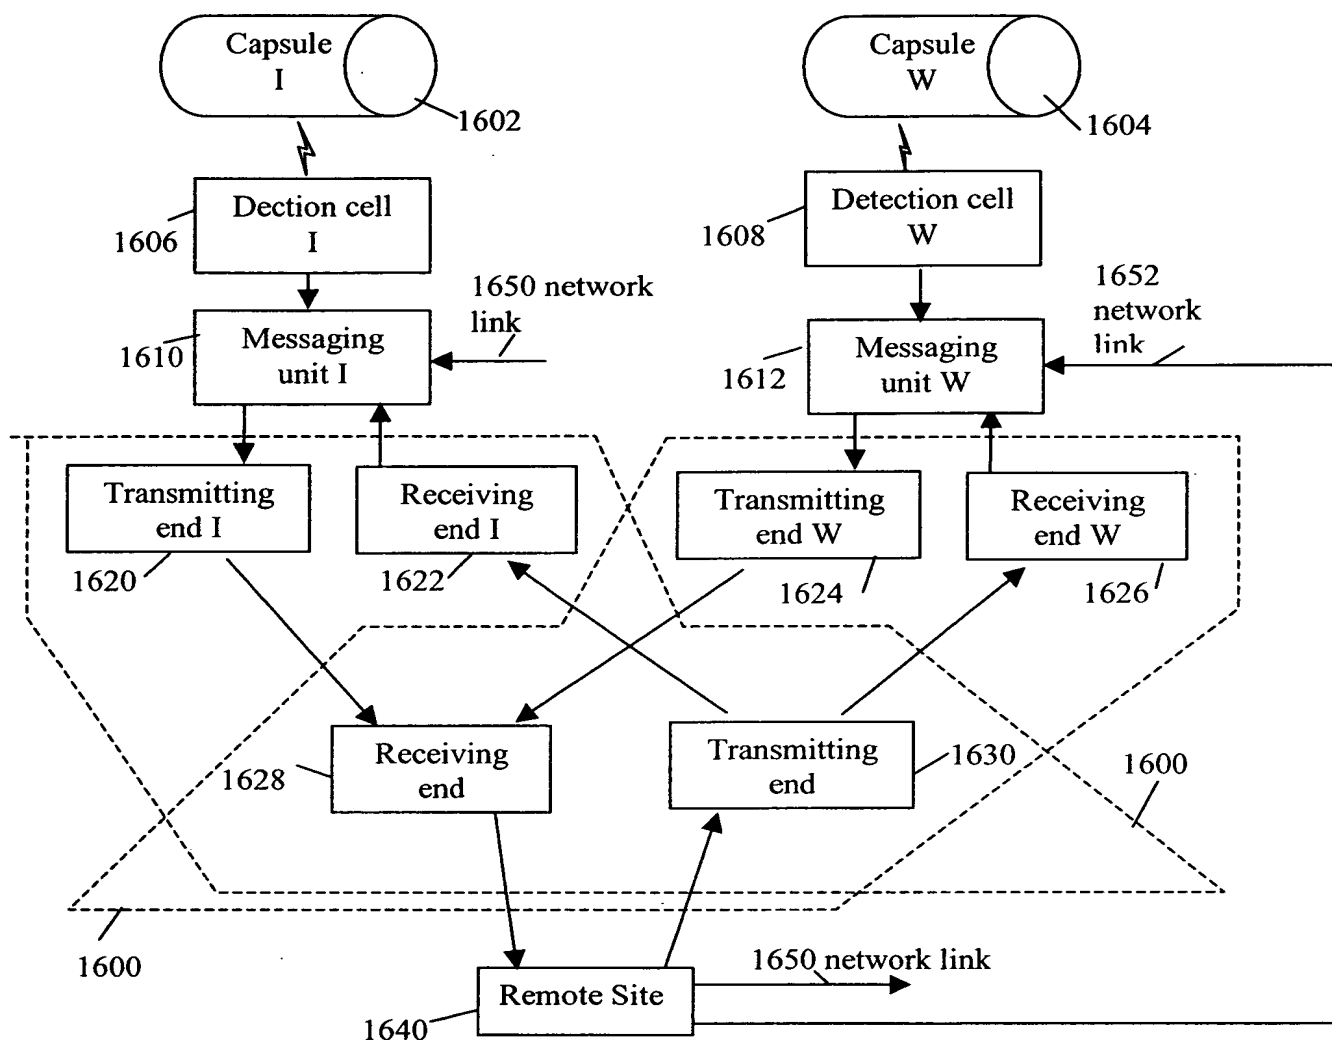 Capsule
I
1602
Capsule
W
1604
Dection cell
I
1606
Detection cell
W
1608
1650 network
link
Messaging
unit I
1610
1652
network
link
Messaging
unit W
1612
Transmitting
end I
1620
Receiving
end I
1622
Transmitting
end W
1624
Receiving
end W
1626
Receiving
end
1628
Transmitting
end
1630
1600
1600
1650 network link
Remote Site
1640